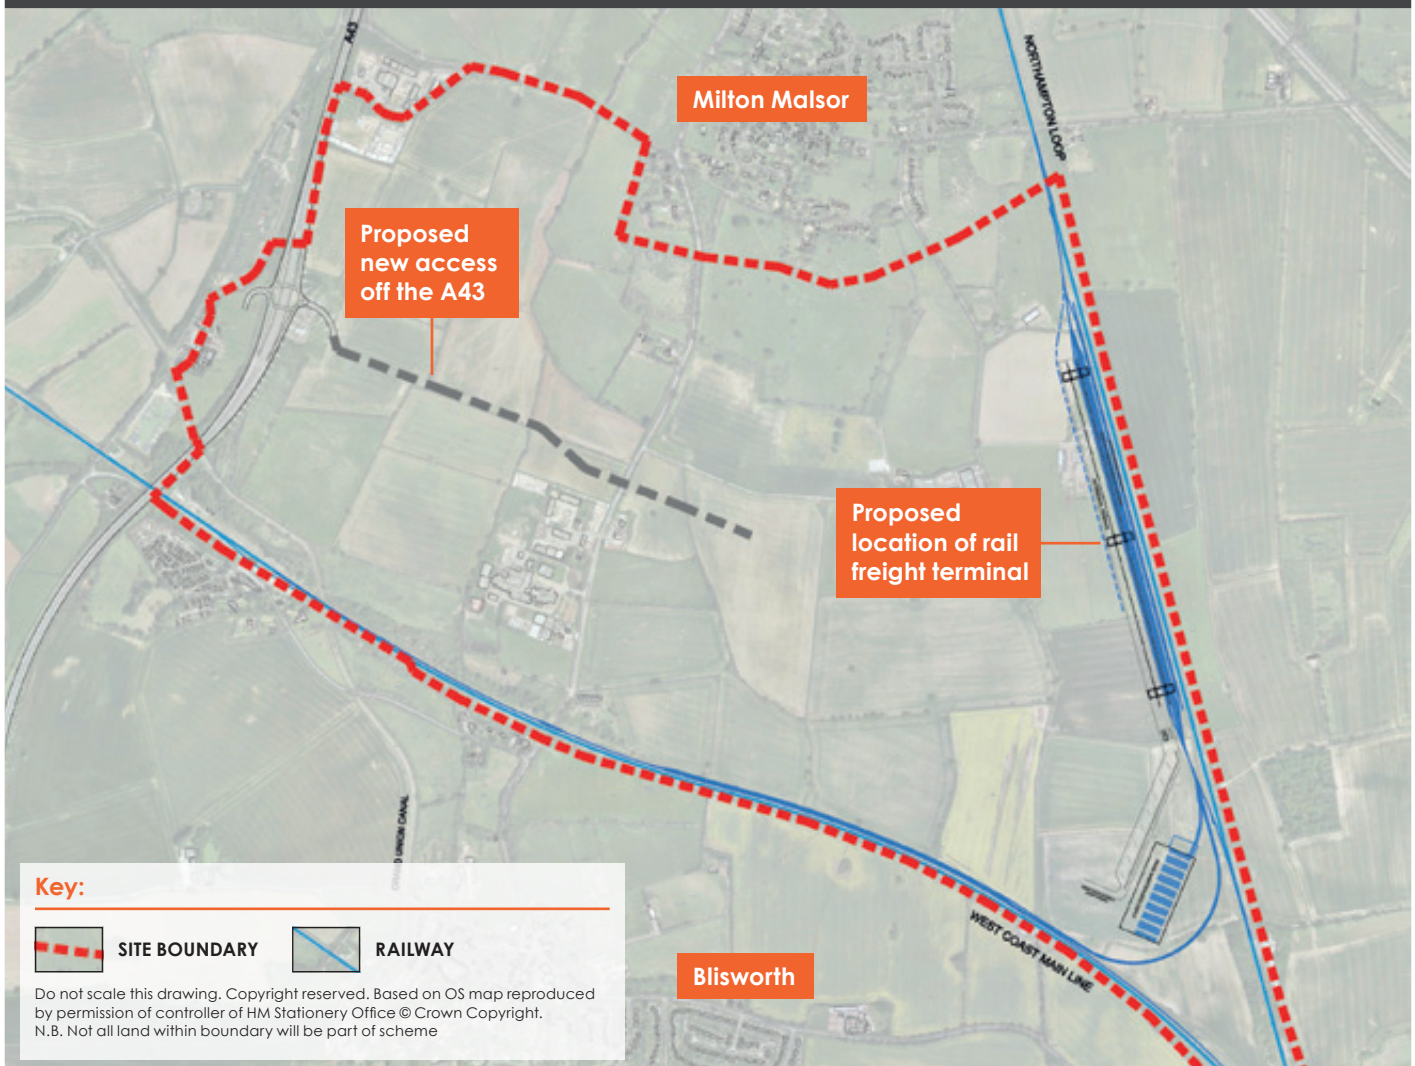 A43
Milton Malsor
NORTHAMPTON LOOP
Proposed
new access
off the A43
Proposed
location of rail
freight terminal
UNION CANAL
WEST COAST MAIN LINE
Blisworth
Key:
SITE BOUNDARY
RAILWAY
Do not scale this drawing. Copyright reserved. Based on OS map reproduced
by permission of controller of HM Stationery Office © Crown Copyright.
N.B. Not all land within boundary will be part of scheme